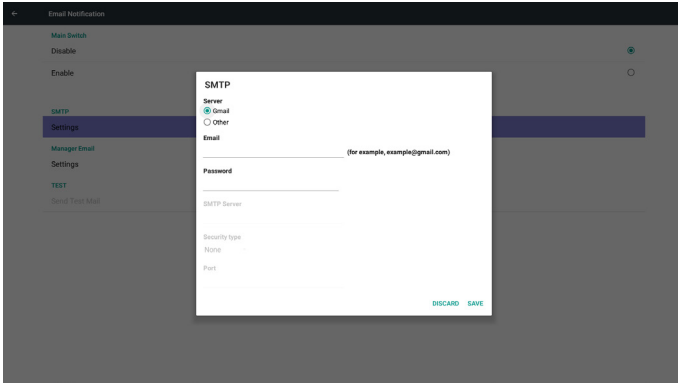 Email Notification
Main Switch
Disable
Enable
SMTP
Settings
Manager Email
Settings
TEST
Send Test Mail
SMTP
Server
Gmail
Other
Email
(for example, example@gmail.com)
Password
SMTP Server
Security type
None
Port
DISCARD SAVE